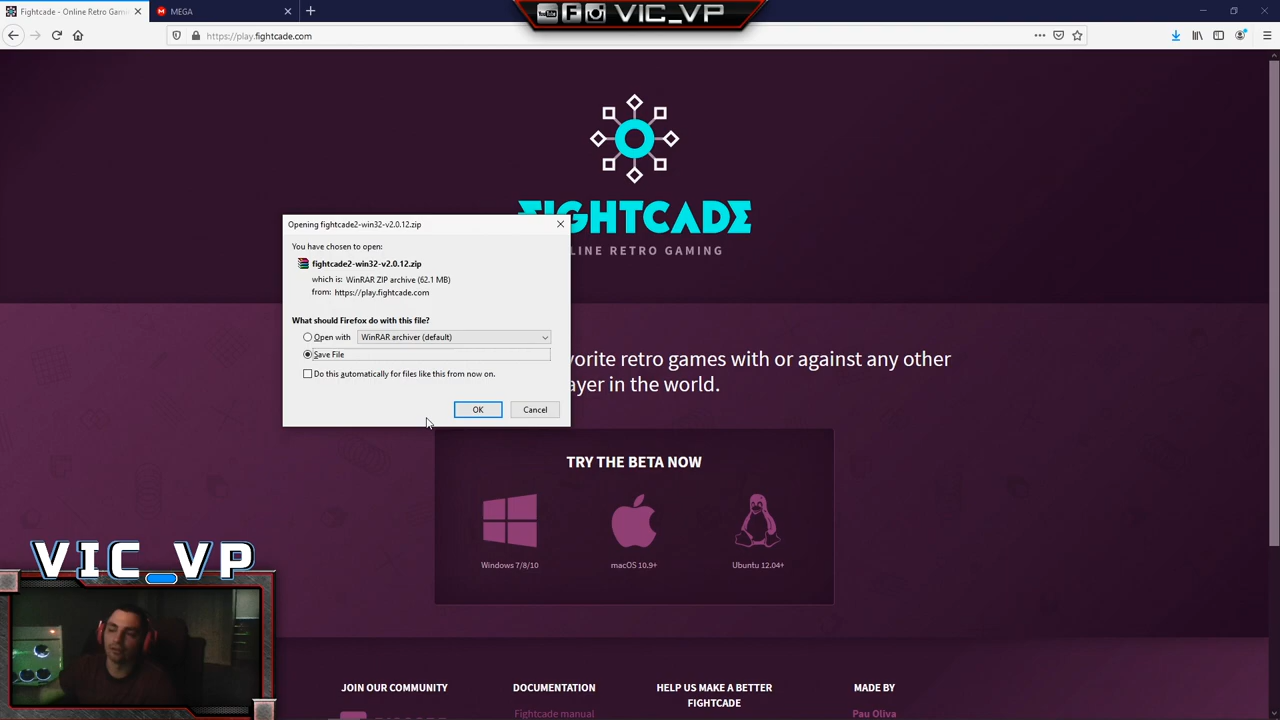 Fightcade - Online Retro Gami
MEGA
VIC_VP
https://play.fightcade.com
FIGHTCADE
ONLINE RETRO GAMING
Opening fightcade2-win32-v2.0.12.zip
You have chosen to open:
fightcade2-win32-v2.0.12.zip
which is: WinRAR ZIP archive (62.1 MB)
from: https://play.fightcade.com
What should Firefox do with this file?
Open with WinRAR archiver (default)
Save File
Do this automatically for files like this from now on.
OK Cancel
vorite retro games with or against any other
ayer in the world.
TRY THE BETA NOW
Windows 7/8/10 macOS 10.9+ Ubuntu 12.04+
VIC_VP
JOIN OUR COMMUNITY
DOCUMENTATION
Fightcade manual
HELP US MAKE A BETTER
FIGHTCADE
MADE BY
Pau Oliva